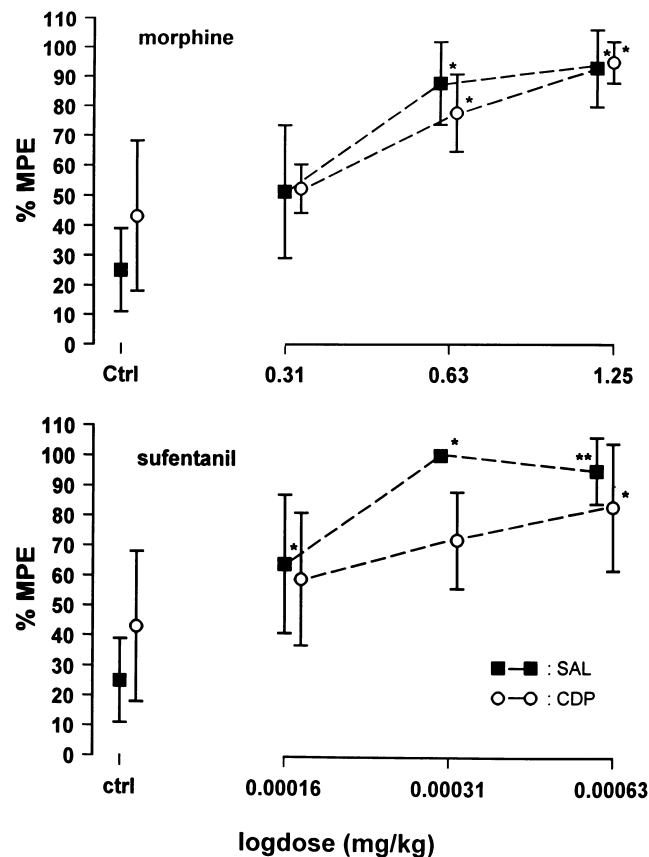 morphine
110
100
90
80
70
60
50
40
30
20
10
0
% MPE
* * * *
Ctrl 0.31 0.63 1.25
sufentanil
110
100
90
80
70
60
50
40
30
20
10
0
% MPE
* * ** *
: SAL
: CDP
ctrl 0.00016 0.00031 0.00063
logdose (mg/kg)